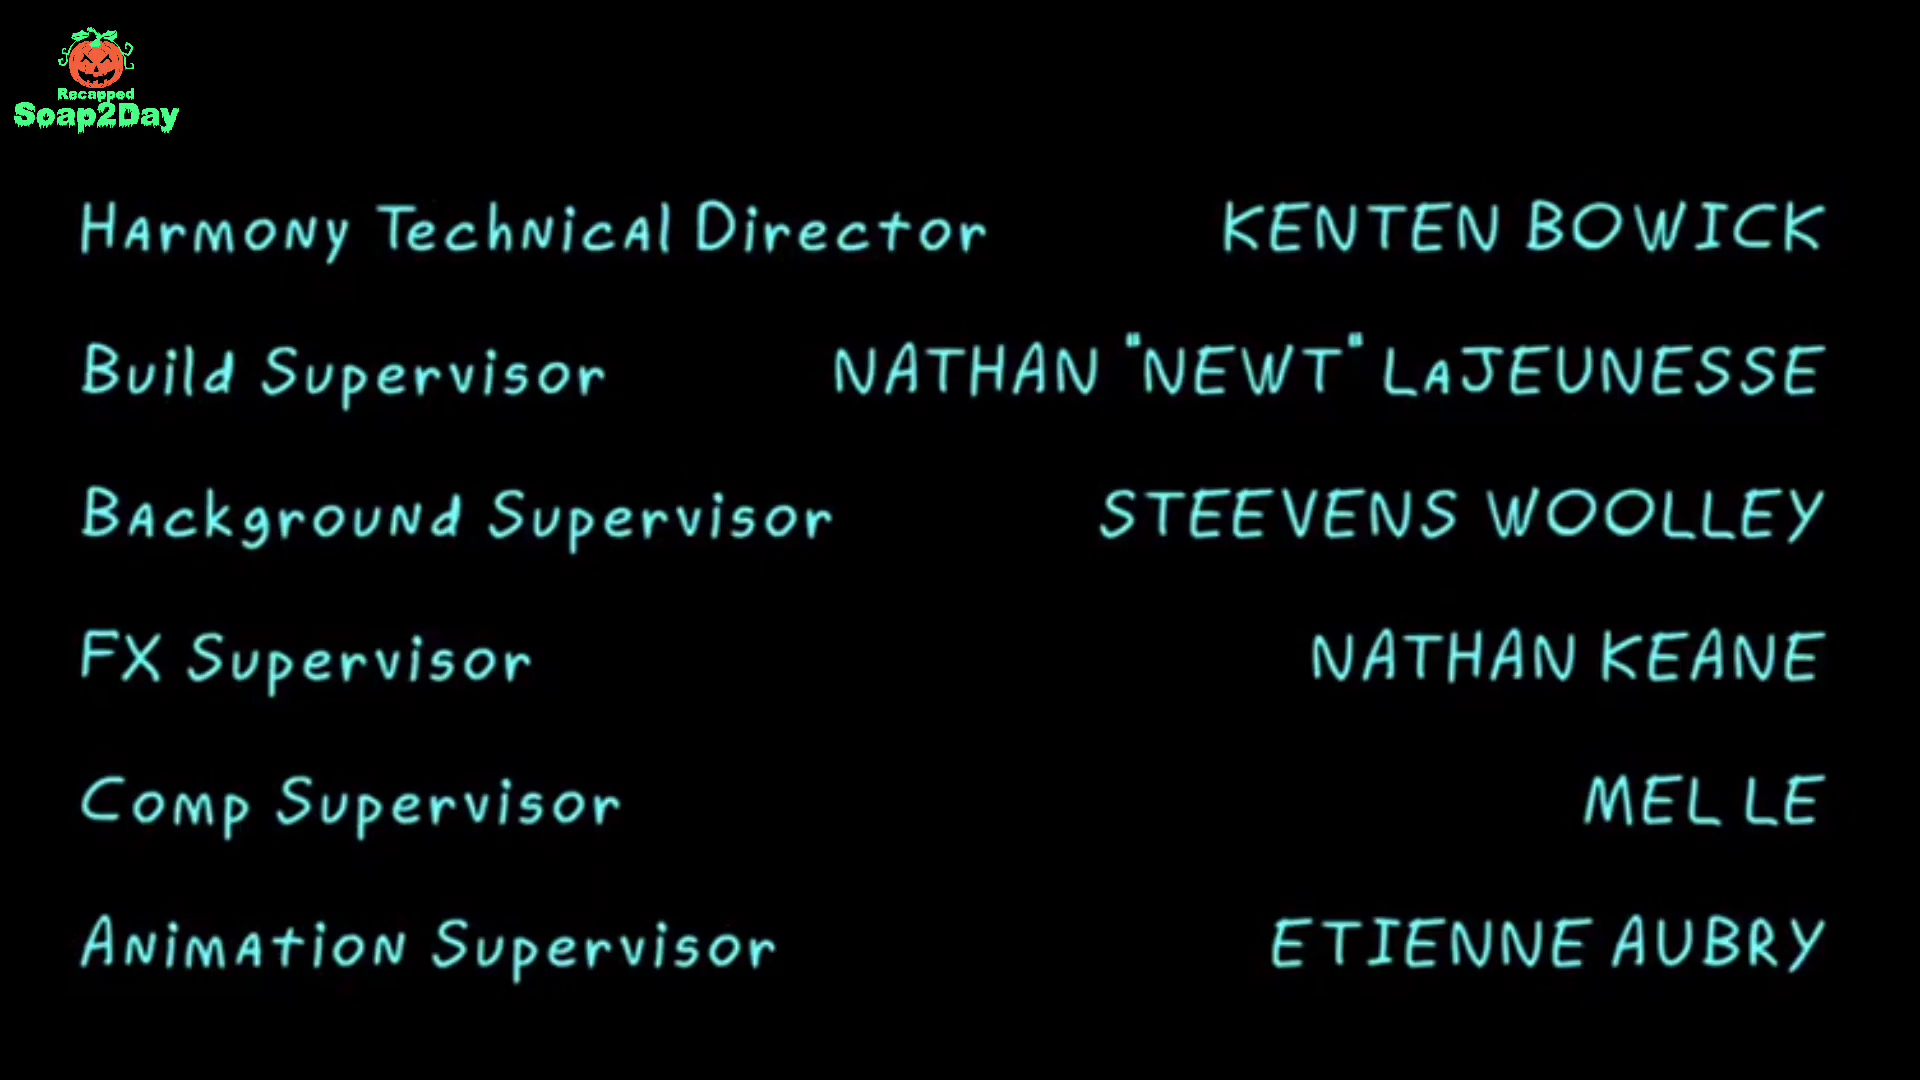 Recapped
Soap2Day
Harmony Technical Director KENTEN BOWICK
Build Supervisor NATHAN "NEWT" LaJEUNESSE
Background Supervisor STEEVENS WOOLLEY
FX Supervisor NATHAN KEANE
Comp Supervisor MEL LE
Animation Supervisor ETIENNE AUBRY